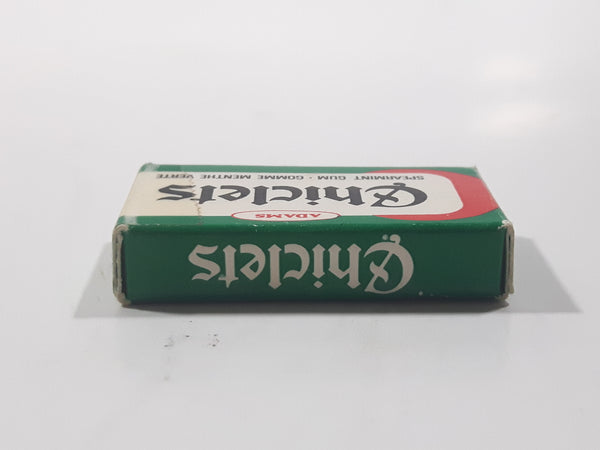 ADAMS
Chiclets
SPEARMINT GUM · GOMME MENTHE VERTE
Chiclets